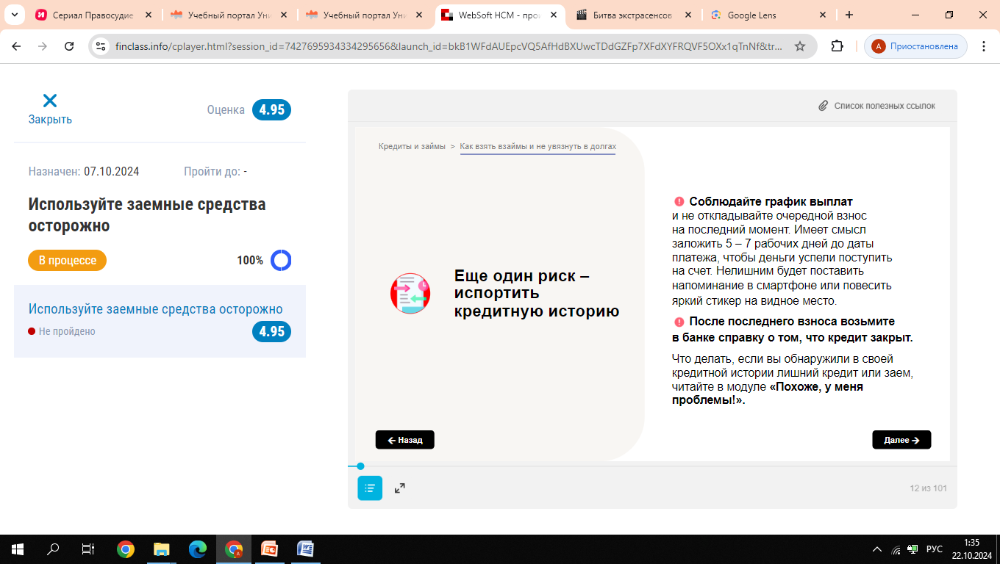 Сериал Правосудие
Учебный портал Уни
Учебный портал Уни
WebSoft HCM - про
Битва экстрасенсов
Google Lens
finclass.info/cplayer.html?session_id=7427695934334295656&launch_id=bkB1WFdAUEpcVQ5AfHdBXUwcTDdGZFp7XFdXYFRQVF5OXx1qTnNf&tr...
А
Приостановлена
Закрыть
Оценка 4.95
Назначен: 07.10.2024
Пройти до: -
Используйте заемные средства
осторожно
В процессе
100%
Используйте заемные средства осторожно
Не пройдено
4.95
Список полезных ссылок
Кредиты и займы > Как взять взаймы и не увязнуть в долгах
Еще один риск –
испортить
кредитную историю
! Соблюдайте график выплат
и не откладывайте очередной взнос
на последний момент. Имеет смысл
заложить 5 – 7 рабочих дней до даты
платежа, чтобы деньги успели поступить
на счет. Нелишним будет поставить
напоминание в смартфоне или повесить
яркий стикер на видное место.
! После последнего взноса возьмите
в банке справку о том, что кредит закрыт.
Что делать, если вы обнаружили в своей
кредитной истории лишний кредит или заем,
читайте в модуле «Похоже, у меня
проблемы!».
Назад
Далее
12 из 101
РУС
1:35
22.10.2024